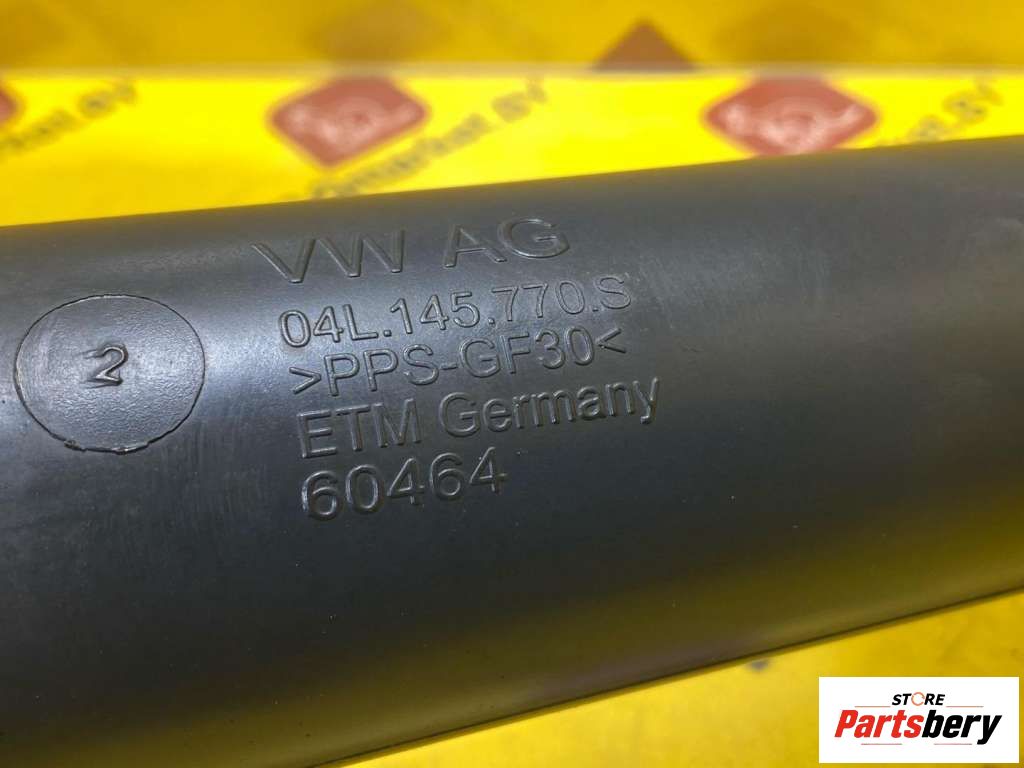 VW AG
2
04L.145.770.S
>PPS-GF30<
ETM Germany
60464
STORE
Partsbery